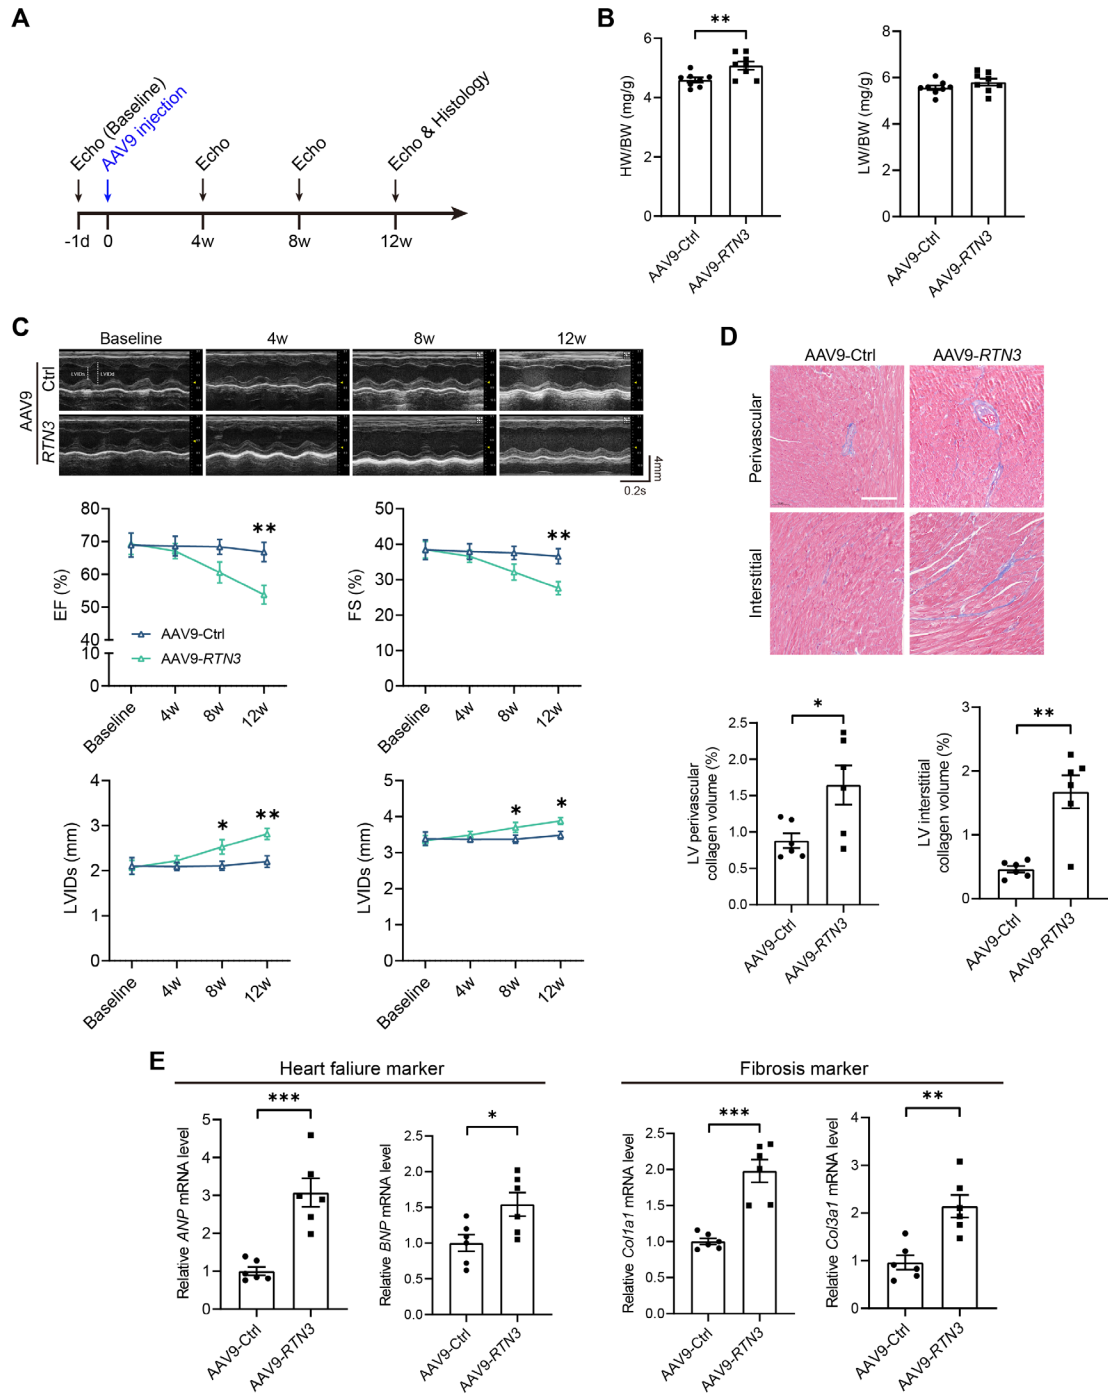 A
Echo (Baseline)
AAV9 injection
Echo
Echo
Echo & Histology
-1d
0
4w
8w
12w
B
**
HW/BW (mg/g)
6
4
2
0
AAV9-Ctrl
AAV9-RTN3
LW/BW (mg/g)
8
6
4
2
0
AAV9-Ctrl
AAV9-RTN3
C
Baseline
4w
8w
12w
AAV9
Ctrl
RTN3
LVIDs
LVIDd
4mm
0.2s
EF (%)
80
70
60
50
40
10
0
**
AAV9-Ctrl
AAV9-RTN3
Baseline
4w
8w
12w
FS (%)
50
40
30
20
10
0
**
Baseline
4w
8w
12w
LVIDs (mm)
4
3
2
1
0
*
**
Baseline
4w
8w
12w
LVIDs (mm)
5
4
3
2
1
0
*
*
Baseline
4w
8w
12w
D
AAV9-Ctrl
AAV9-RTN3
Perivascular
Interstitial
LV perivascular
collagen volume (%)
2.5
2.0
1.5
1.0
0.5
0.0
*
AAV9-Ctrl
AAV9-RTN3
LV interstitial
collagen volume (%)
3
2
1
0
**
AAV9-Ctrl
AAV9-RTN3
E
Heart faliure marker
Fibrosis marker
Relative ANP mRNA level
5
4
3
2
1
0
***
AAV9-Ctrl
AAV9-RTN3
Relative BNP mRNA level
2.5
2.0
1.5
1.0
0.5
0.0
*
AAV9-Ctrl
AAV9-RTN3
Relative Col1a1 mRNA level
2.5
2.0
1.5
1.0
0.5
0.0
***
AAV9-Ctrl
AAV9-RTN3
Relative Col3a1 mRNA level
4
3
2
1
0
**
AAV9-Ctrl
AAV9-RTN3